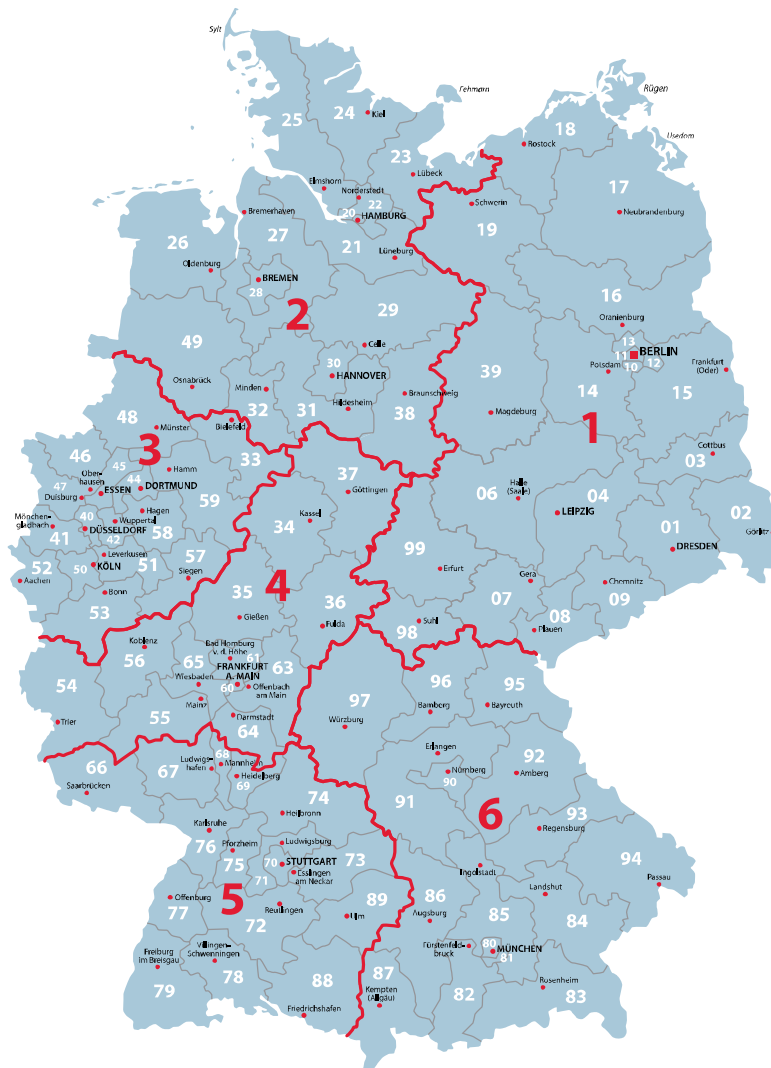 Sylt
Fehmarn
Rügen
Usedom
25
24
Kiel
18
Rostock
23
Lübeck
17
Elmshorn
Norderstedt
22
20
HAMBURG
Schwerin
19
Neubrandenburg
Bremerhaven
27
26
21
Lüneburg
Oldenburg
BREMEN
28
16
2
29
Oranienburg
49
Celle
13
BERLIN
11
10
12
Potsdam
Frankfurt
(Oder)
30
HANNOVER
39
14
15
Osnabrück
Minden
Braunschweig
32
31
Hildesheim
38
Magdeburg
1
48
Münster
Bielefeld
3
46
45
33
Cottbus
03
Ober-
hausen
Hamm
37
Göttingen
47
Duisburg
ESSEN
44
DORTMUND
59
06
Halle
(Saale)
04
LEIPZIG
02
Görlitz
Mönchen-
gladbach
40
DÜSSELDORF
Hagen
Wuppertal
58
34
Kassel
01
DRESDEN
41
42
Leverkusen
52
50
KÖLN
51
57
Siegen
99
Erfurt
Aachen
Bonn
53
4
35
Gießen
36
Fulda
Gera
07
Chemnitz
09
08
Plauen
98
Suhl
Koblenz
56
Bad Homburg
v. d. Höhe
61
65
FRANKFURT
A. MAIN
63
Wiesbaden
60
Offenbach
am Main
54
Trier
55
Mainz
Darmstadt
64
97
Würzburg
96
Bamberg
95
Bayreuth
66
Saarbrücken
67
Ludwigs-
hafen
68
Mannheim
Heidelberg
69
Erlangen
Nürnberg
90
92
Amberg
74
Heilbronn
91
6
93
Regensburg
Karlsruhe
76
Pforzheim
75
Ludwigsburg
70
STUTTGART
73
Esslingen
am Neckar
71
Ingolstadt
94
Passau
5
Offenburg
77
72
Reutlingen
89
Ulm
86
Augsburg
85
Landshut
84
Villingen-
Schwenningen
78
Freiburg
im Breisgau
79
Fürstenfeld-
bruck
80
MÜNCHEN
81
88
Friedrichshafen
87
Kempten
(Allgäu)
82
Rosenheim
83